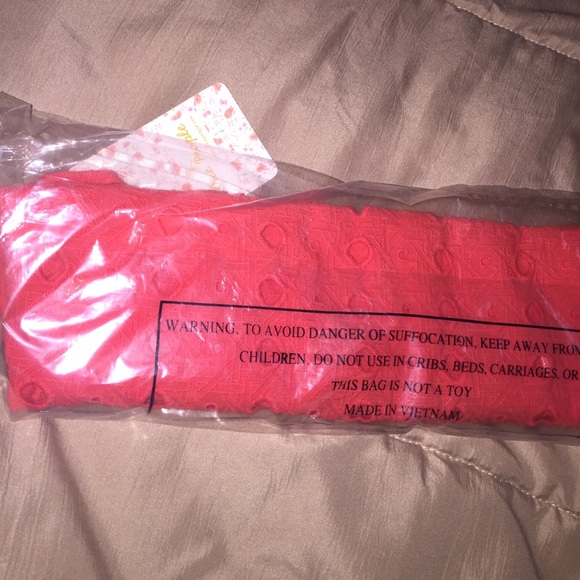 WARNING. TO AVOID DANGER OF SUFFOCATION, KEEP AWAY FROM
CHILDREN. DO NOT USE IN CRIBS, BEDS, CARRIAGES, OR
THIS BAG IS NOT A TOY
MADE IN VIETNAM